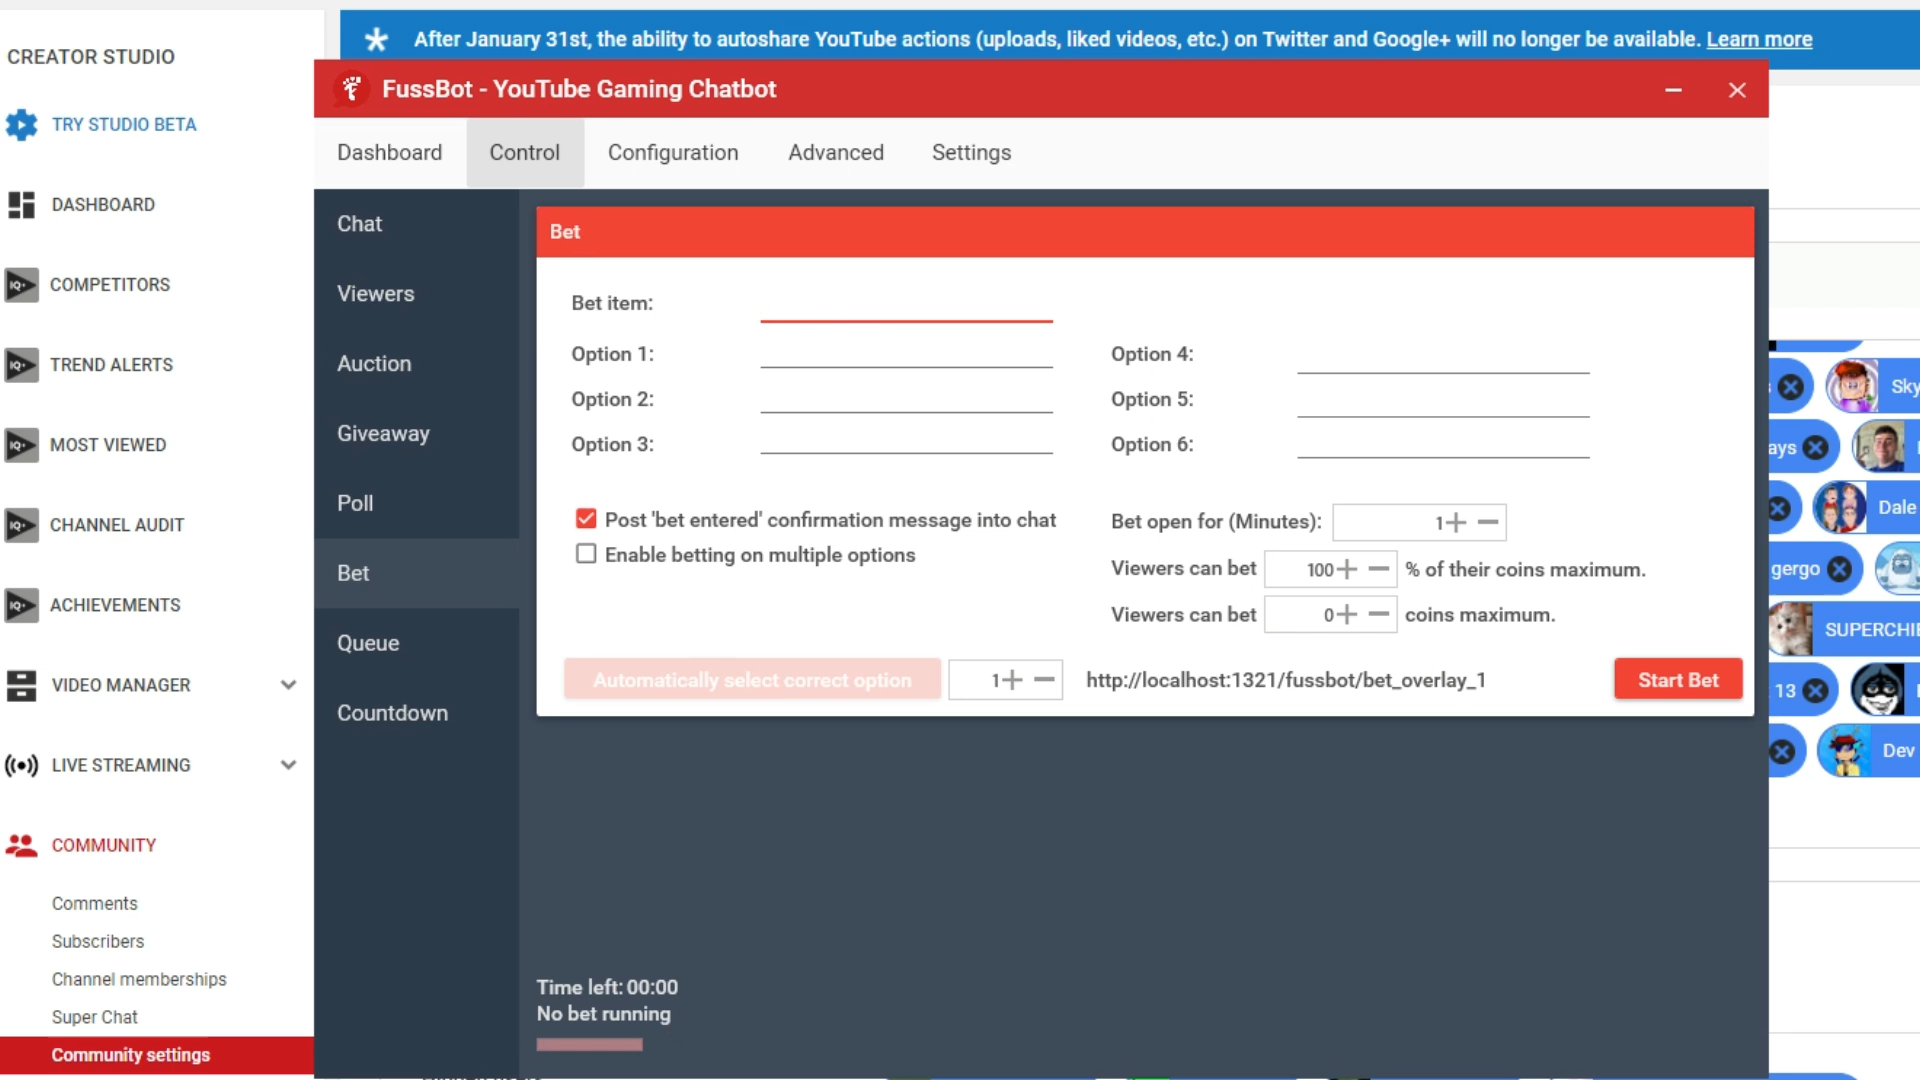 After January 31st, the ability to autoshare YouTube actions (uploads, liked videos, etc.) on Twitter and Google+ will no longer be available. Learn more
CREATOR STUDIO
TRY STUDIO BETA
DASHBOARD
COMPETITORS
TREND ALERTS
MOST VIEWED
CHANNEL AUDIT
ACHIEVEMENTS
VIDEO MANAGER
LIVE STREAMING
COMMUNITY
Comments
Subscribers
Channel memberships
Super Chat
Community settings
FussBot - YouTube Gaming Chatbot
Dashboard
Control
Configuration
Advanced
Settings
Chat
Viewers
Auction
Giveaway
Poll
Bet
Queue
Countdown
Bet
Bet item:
Option 1:
Option 4:
Option 2:
Option 5:
Option 3:
Option 6:
Post 'bet entered' confirmation message into chat
Enable betting on multiple options
Bet open for (Minutes): 1
Viewers can bet 100 % of their coins maximum.
Viewers can bet 0 coins maximum.
Automatically select correct option
1
http://localhost:1321/fussbot/bet_overlay_1
Start Bet
Time left: 00:00
No bet running
Sky
ays
Dale
gergo
SUPERCHIE
13
Dev